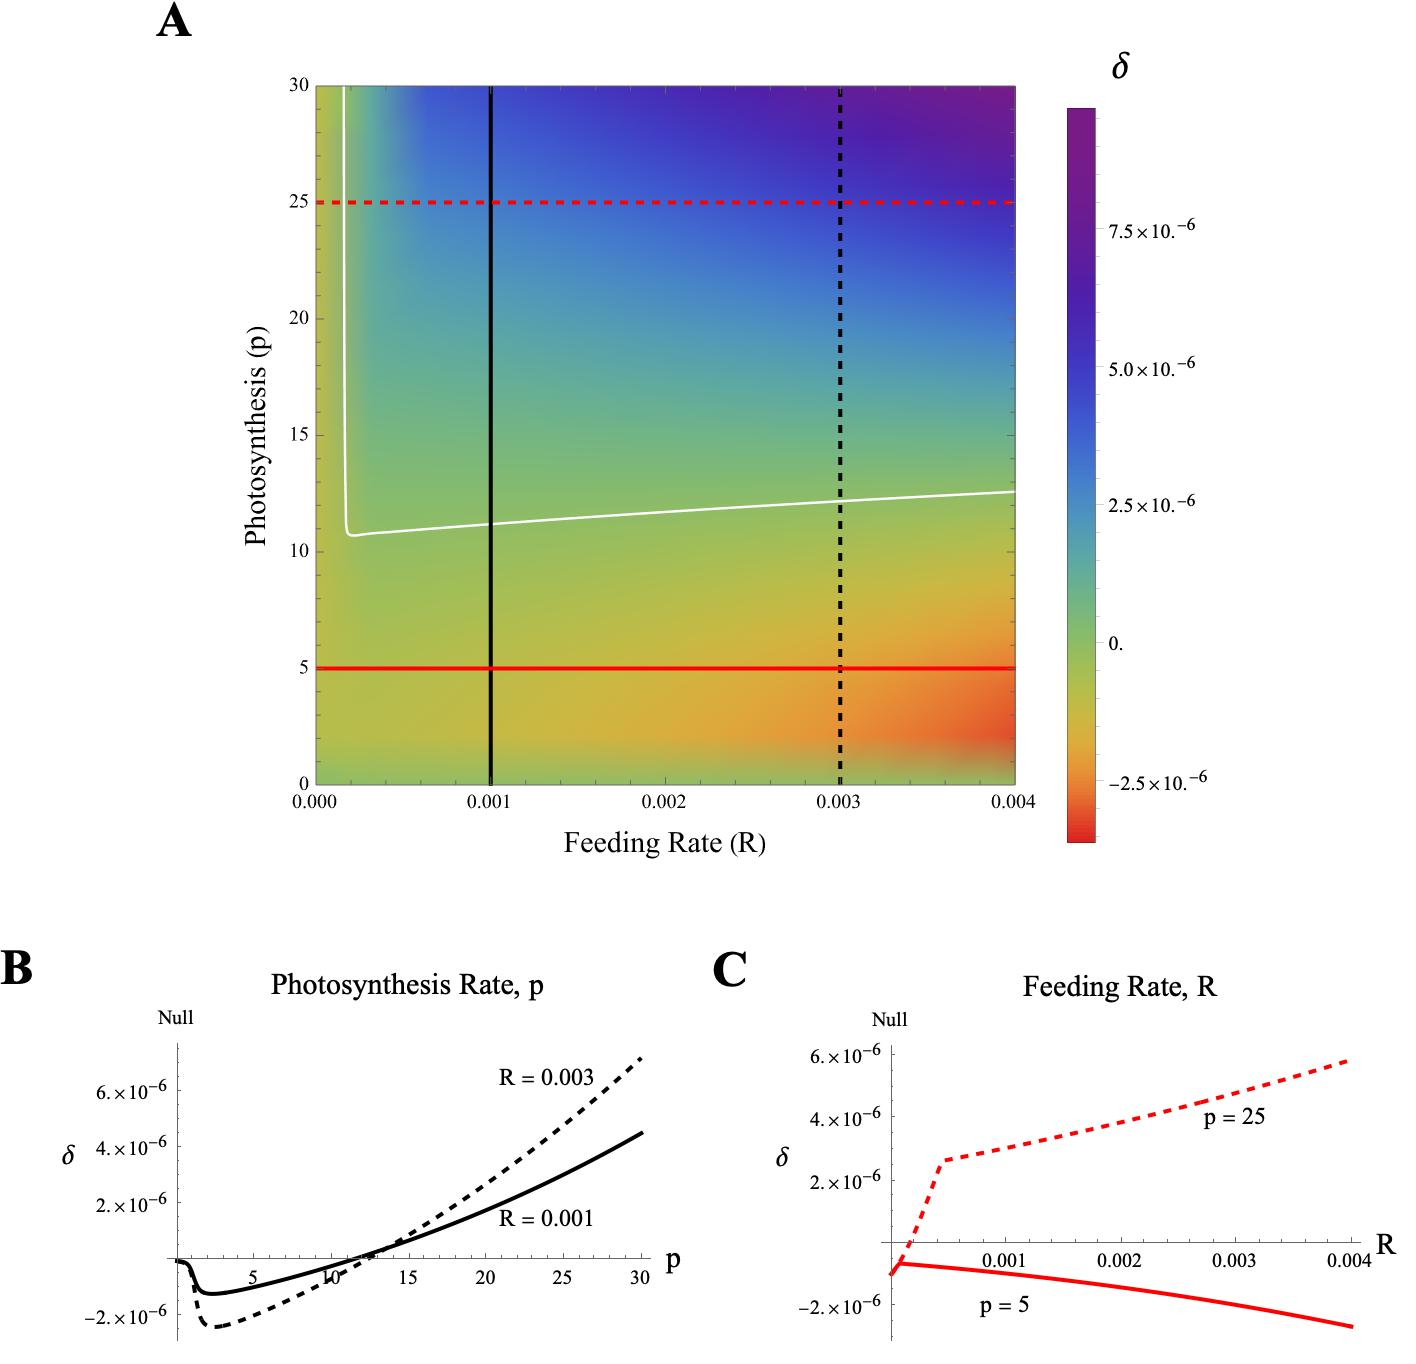 A
δ
30
25
20
15
10
5
0
Photosynthesis (p)
0.000 0.001 0.002 0.003 0.004
Feeding Rate (R)
7.5×10.⁻⁶
5.0×10.⁻⁶
2.5×10.⁻⁶
0.
−2.5×10.⁻⁶
B
Photosynthesis Rate, p
Null
6.×10⁻⁶
4.×10⁻⁶
2.×10⁻⁶
−2.×10⁻⁶
δ
R = 0.003
R = 0.001
5 10 15 20 25 30
p
C
Feeding Rate, R
Null
6.×10⁻⁶
4.×10⁻⁶
2.×10⁻⁶
−2.×10⁻⁶
δ
p = 25
p = 5
0.001 0.002 0.003 0.004
R